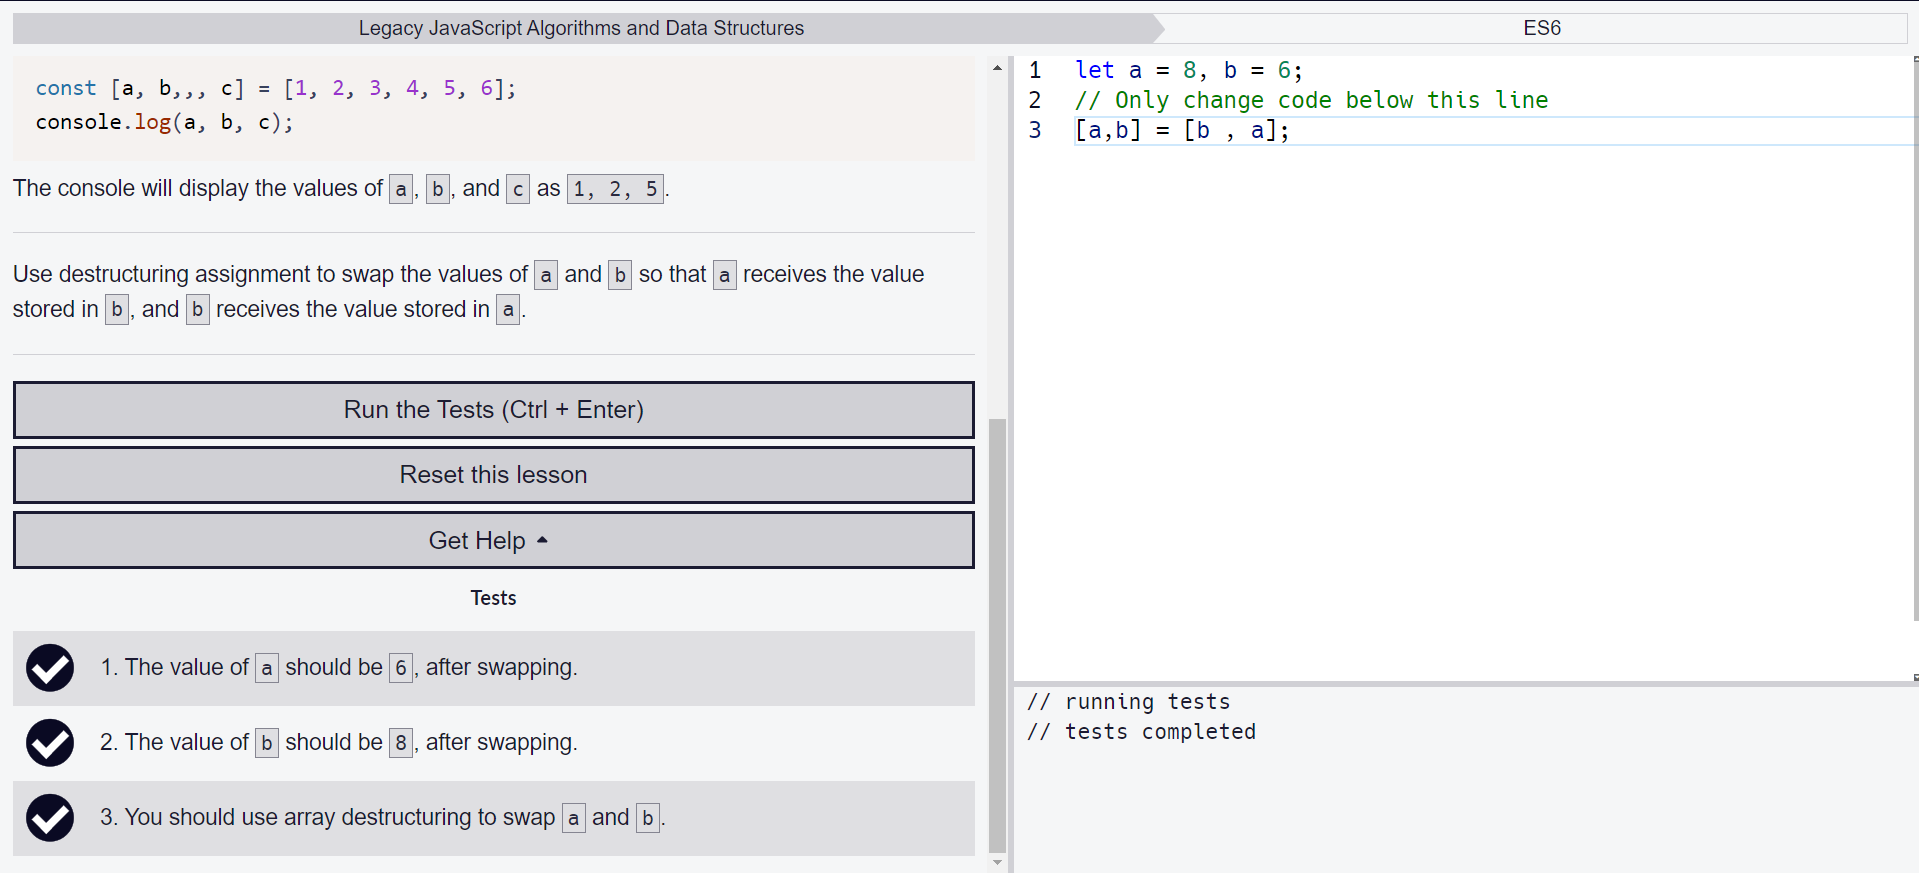 Legacy JavaScript Algorithms and Data Structures
ES6
const [a, b,,, c] = [1, 2, 3, 4, 5, 6];
console.log(a, b, c);
The console will display the values of a, b, and c as 1, 2, 5.
Use destructuring assignment to swap the values of a and b so that a receives the value
stored in b, and b receives the value stored in a.
Run the Tests (Ctrl + Enter)
Reset this lesson
Get Help
Tests
1. The value of a should be 6, after swapping.
2. The value of b should be 8, after swapping.
3. You should use array destructuring to swap a and b.
1 let a = 8, b = 6;
2 // Only change code below this line
3 [a,b] = [b , a];
// running tests
// tests completed